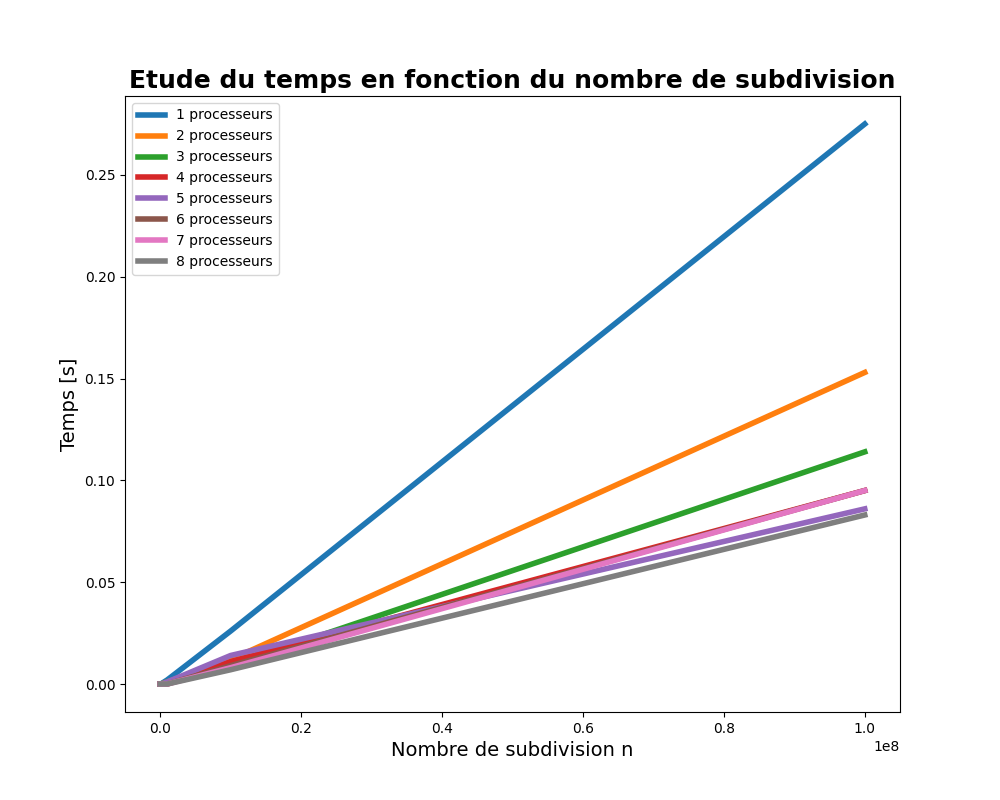 Etude du temps en fonction du nombre de subdivision
1 processeurs
2 processeurs
3 processeurs
4 processeurs
5 processeurs
6 processeurs
7 processeurs
8 processeurs
0.25
0.20
0.15
0.10
0.05
0.00
Temps [s]
0.0 0.2 0.4 0.6 0.8 1.0
1e8
Nombre de subdivision n